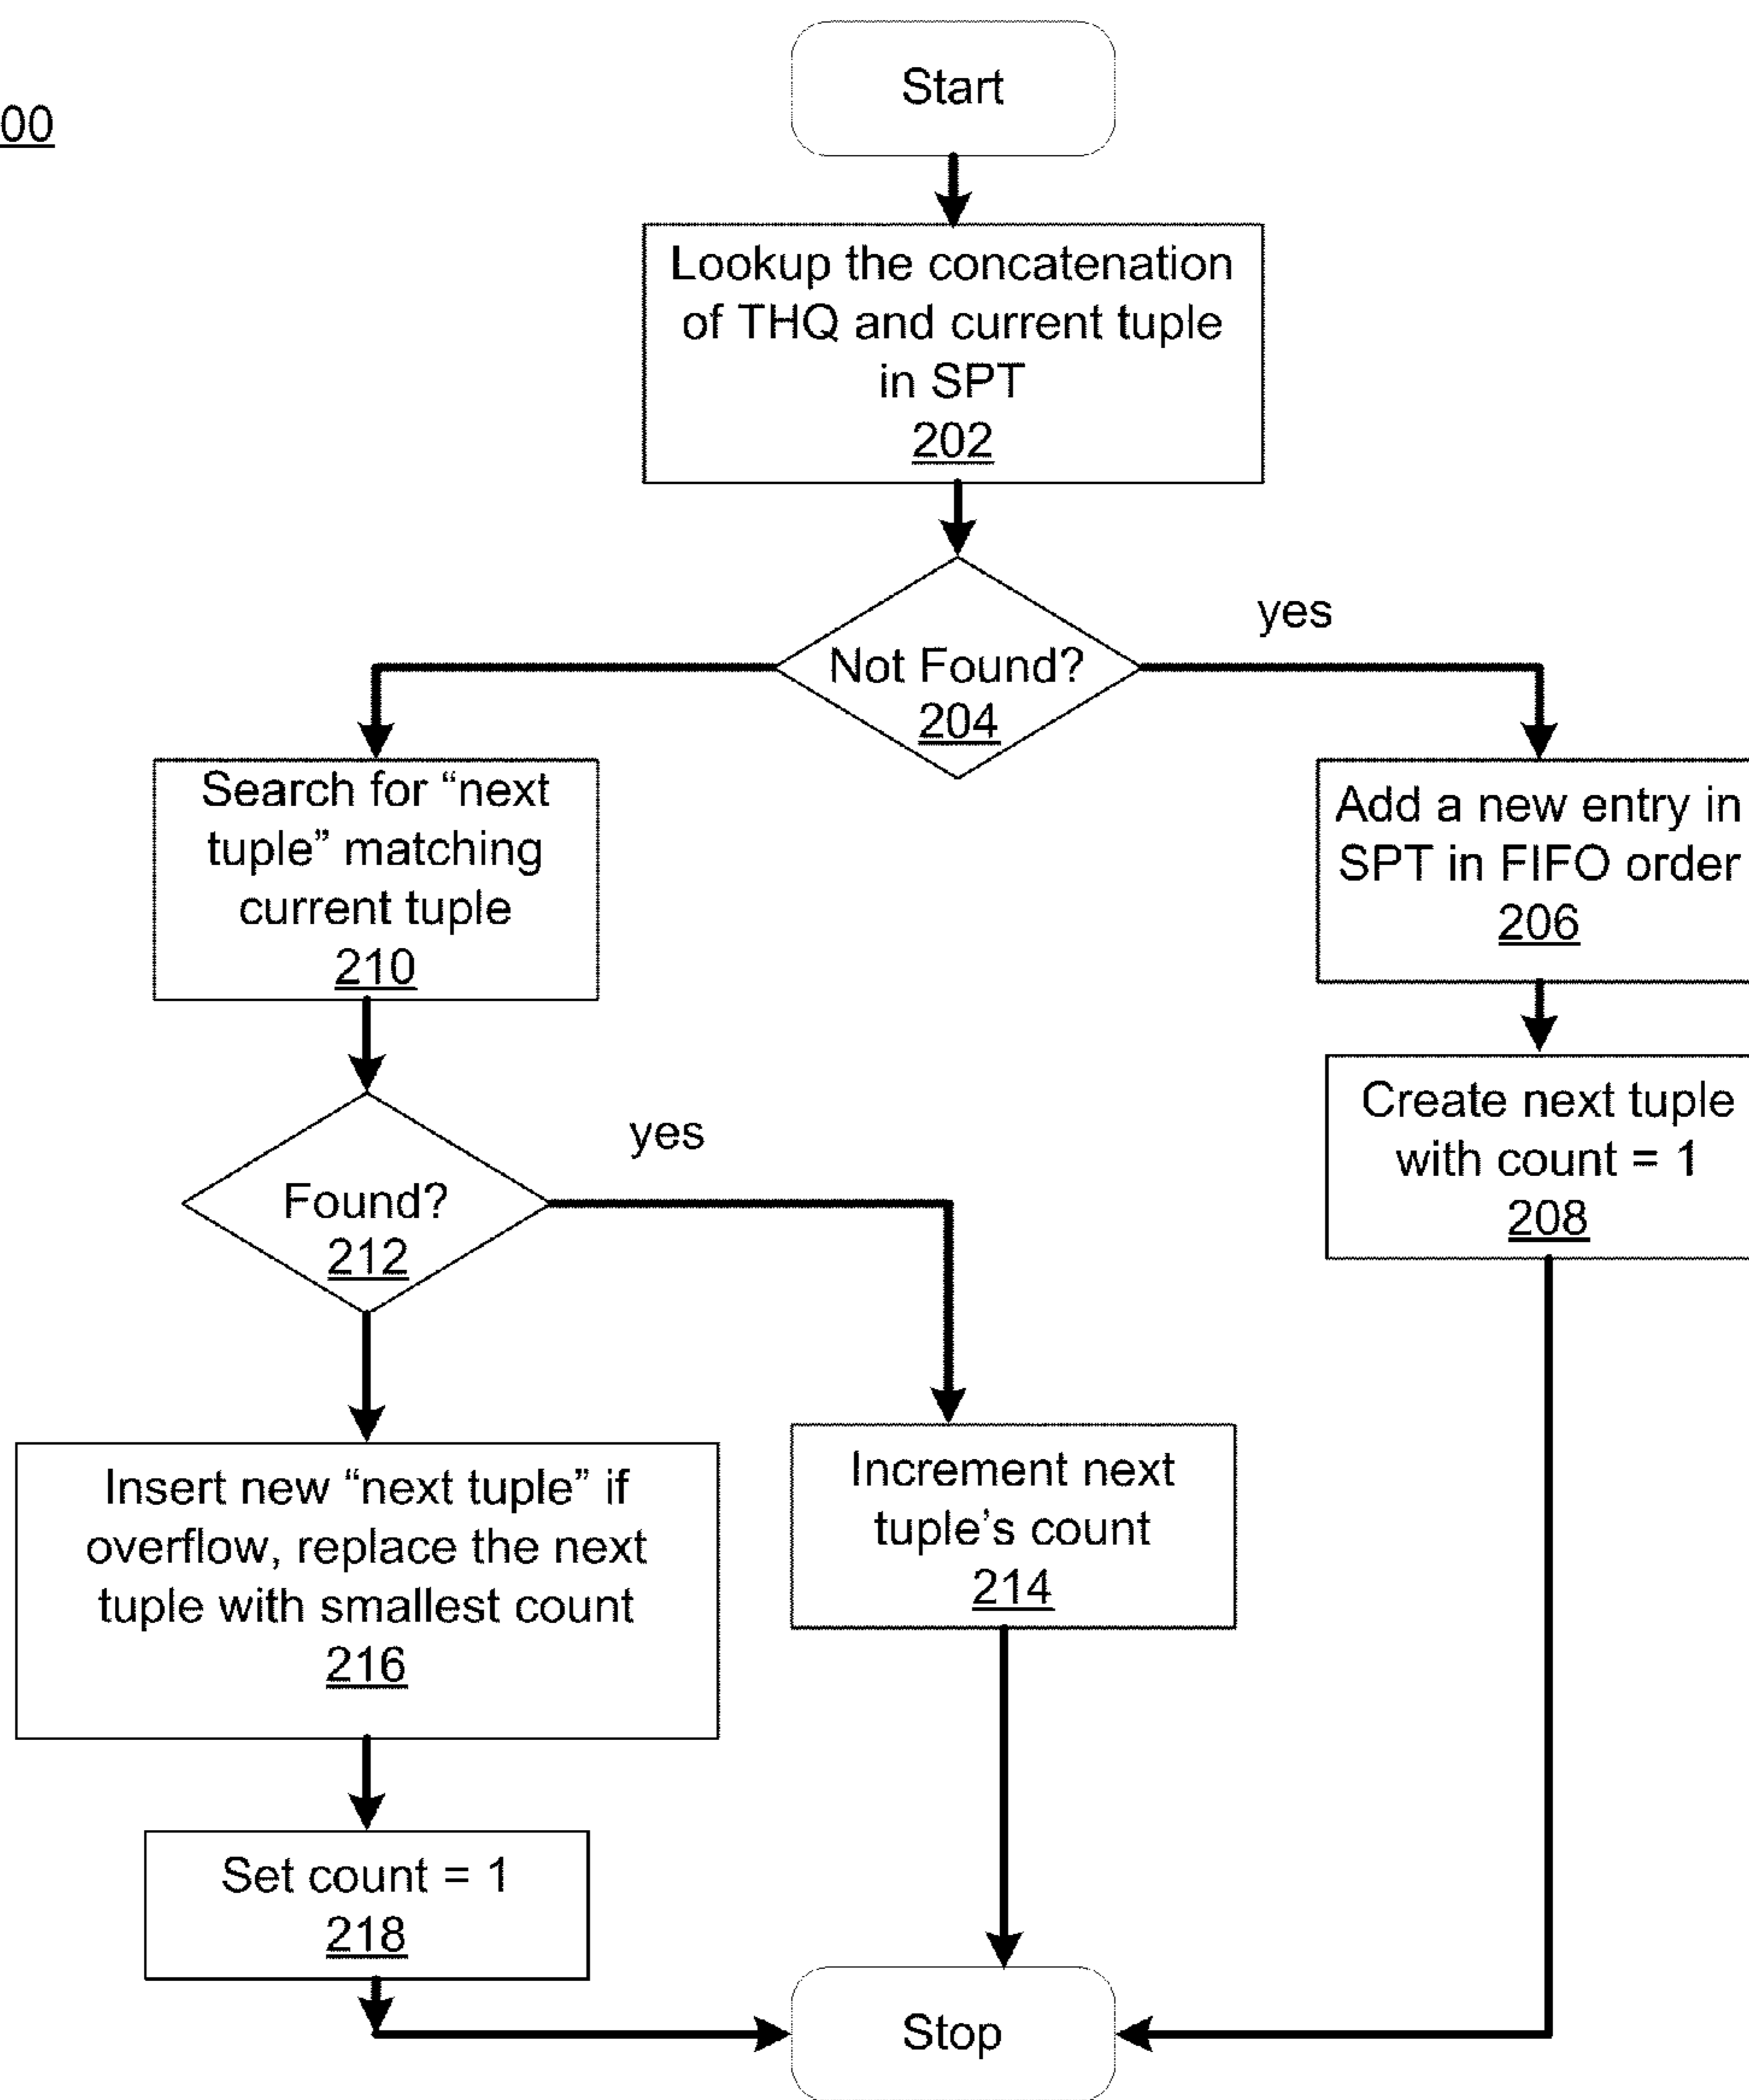 00
Start
Lookup the concatenation
of THQ and current tuple
in SPT
202
yes
Not Found?
204
Search for “next
tuple” matching
current tuple
210
Add a new entry in
SPT in FIFO order
206
Create next tuple
with count = 1
208
yes
Found?
212
Insert new “next tuple” if
overflow, replace the next
tuple with smallest count
216
Increment next
tuple’s count
214
Set count = 1
218
Stop